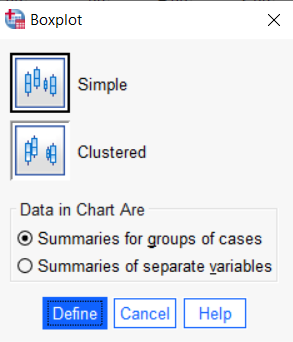 Boxplot
Simple
Clustered
Data in Chart Are
Summaries for groups of cases
Summaries of separate variables
Define Cancel Help